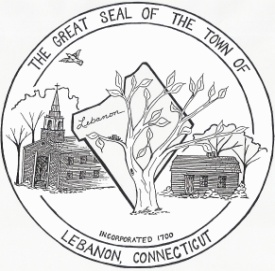 THE GREAT SEAL OF THE TOWN OF
Lebanon
INCORPORATED 1700
LEBANON, CONNECTICUT